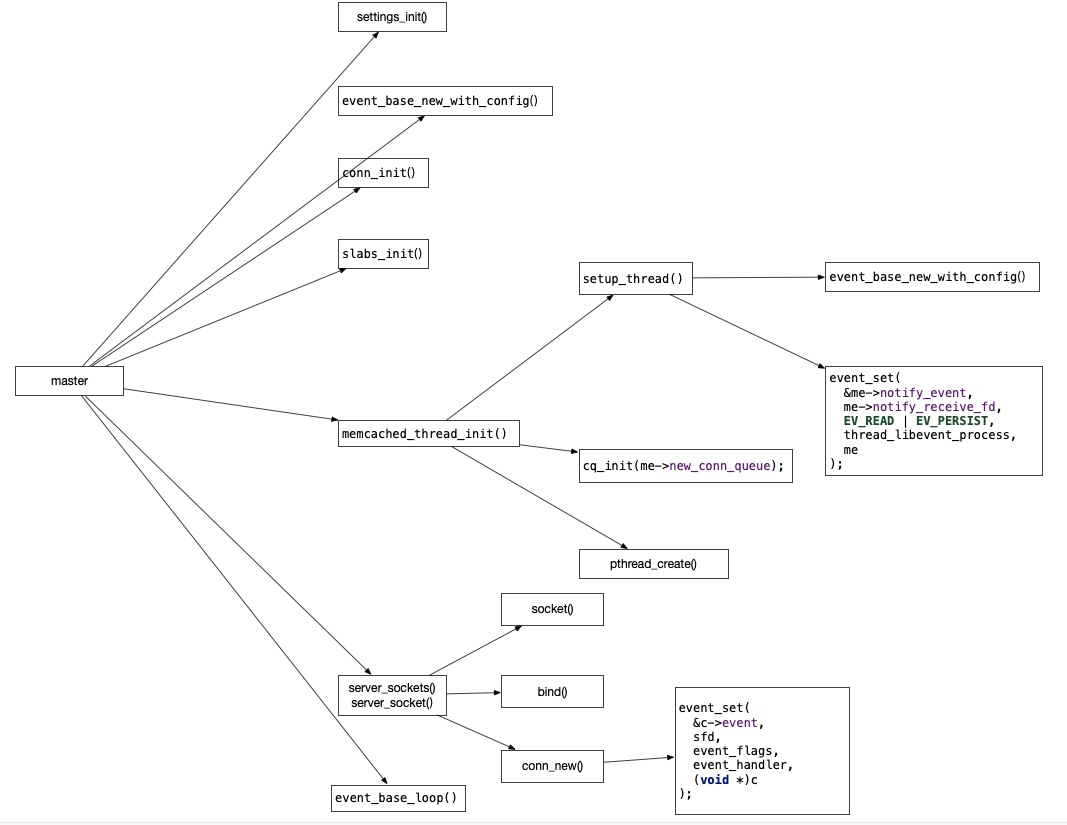 settings_init()
event_base_new_with_config()
conn_init()
slabs_init()
setup_thread()
event_base_new_with_config()
master
event_set(
&me->notify_event,
me->notify_receive_fd,
EV_READ | EV_PERSIST,
thread_libevent_process,
me
);
memcached_thread_init()
cq_init(me->new_conn_queue);
pthread_create()
socket()
server_sockets()
server_socket()
bind()
conn_new()
event_set(
&c->event,
sfd,
event_flags,
event_handler,
(void *)c
);
event_base_loop()